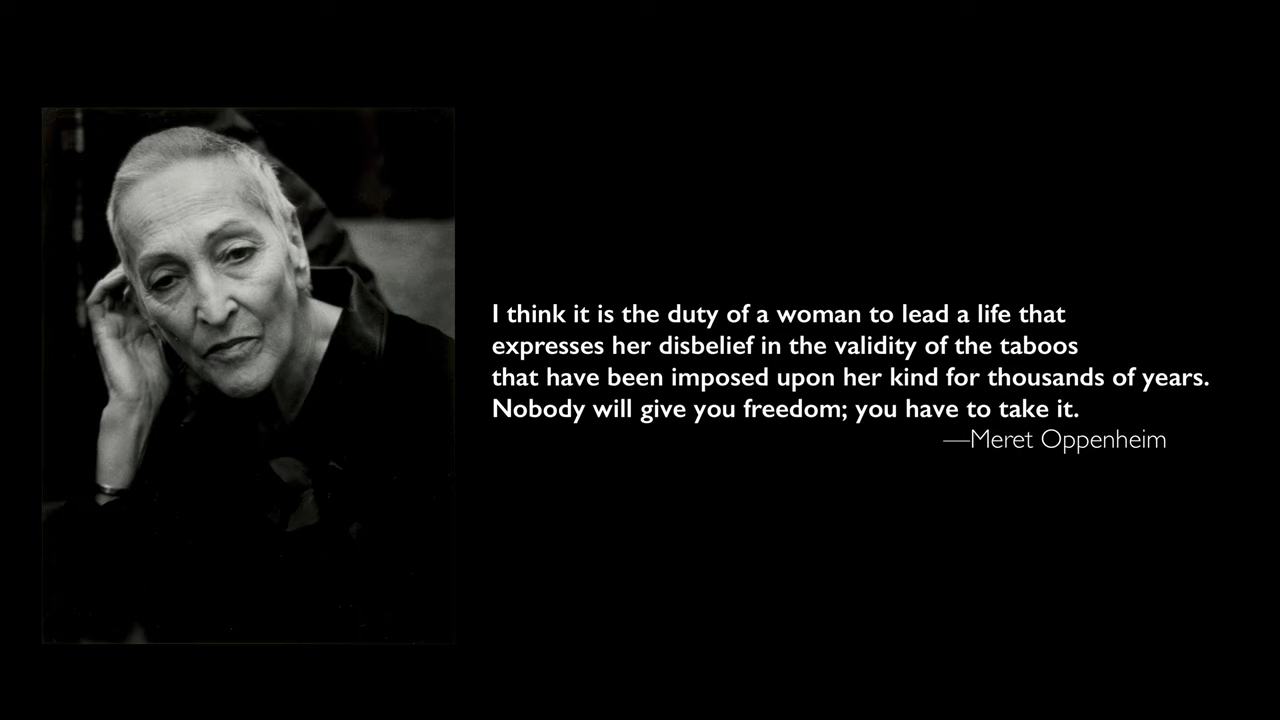 I think it is the duty of a woman to lead a life that
expresses her disbelief in the validity of the taboos
that have been imposed upon her kind for thousands of years.
Nobody will give you freedom; you have to take it.
—Meret Oppenheim